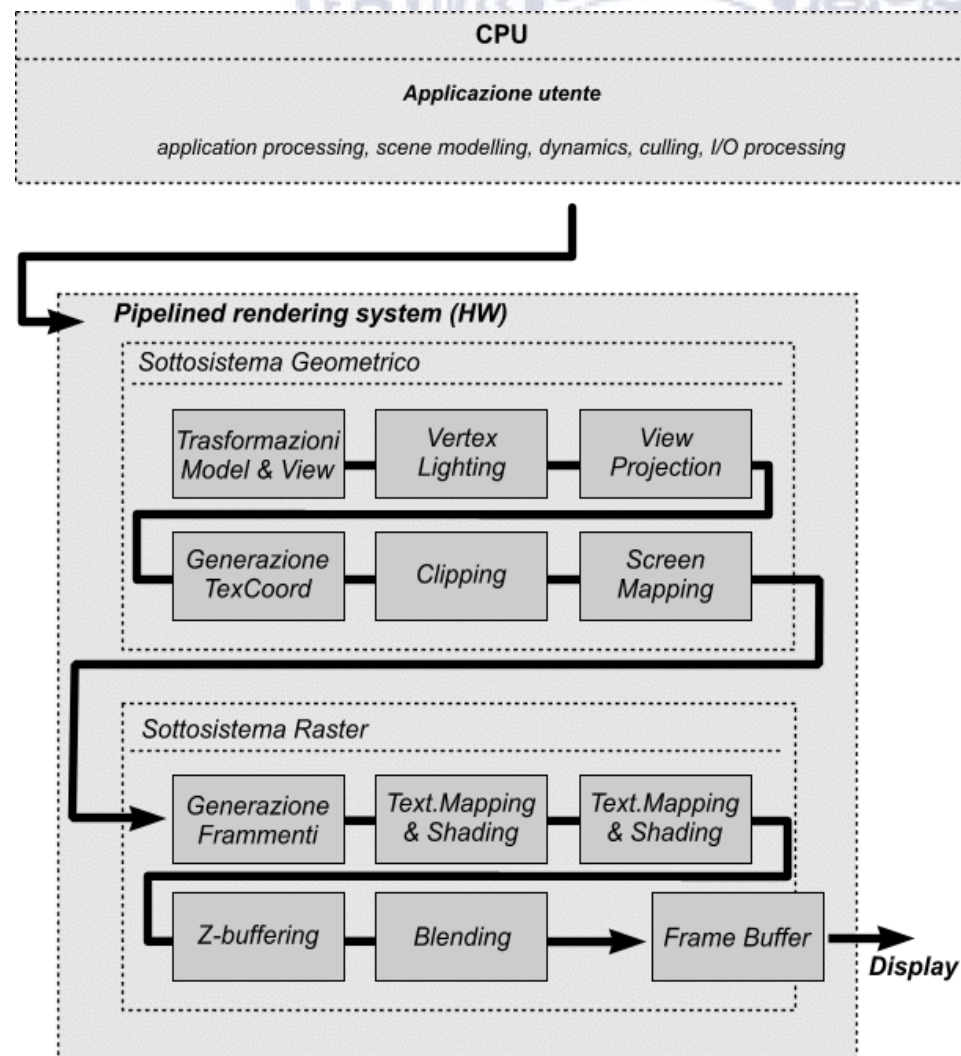 CPU
Applicazione utente
application processing, scene modelling, dynamics, culling, I/O processing
Pipelined rendering system (HW)
Sottosistema Geometrico
Trasformazioni
Model & View
Vertex
Lighting
View
Projection
Generazione
TexCoord
Clipping
Screen
Mapping
Sottosistema Raster
Generazione
Frammenti
Text.Mapping
& Shading
Text.Mapping
& Shading
Z-buffering
Blending
Frame Buffer
Display